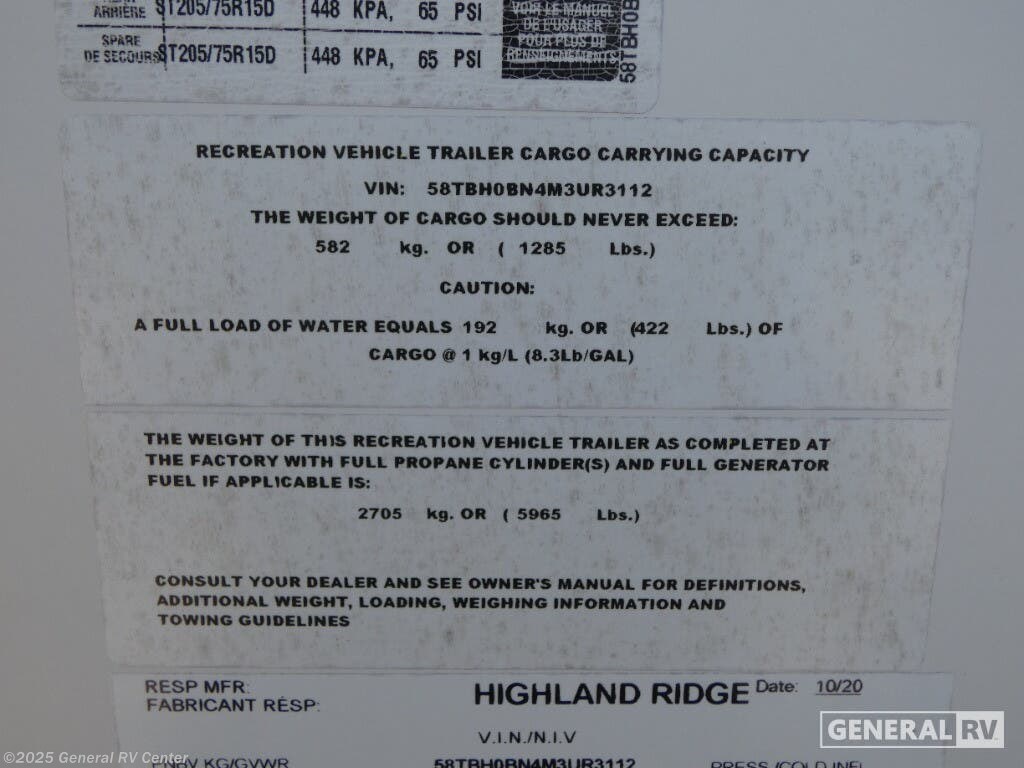 ARRIÈRE ST205/75R15D 448 KPA, 65 PSI
SPARE
DE SECOURS ST205/75R15D 448 KPA, 65 PSI
VOIR LE MANUEL
DE L'USAGER
POUR PLUS DE
RENSEIGNEMENTS
58TBH0B
RECREATION VEHICLE TRAILER CARGO CARRYING CAPACITY
VIN: 58TBH0BN4M3UR3112
THE WEIGHT OF CARGO SHOULD NEVER EXCEED:
582 kg. OR ( 1285 Lbs.)
CAUTION:
A FULL LOAD OF WATER EQUALS 192 kg. OR (422 Lbs.) OF
CARGO @ 1 kg/L (8.3Lb/GAL)
THE WEIGHT OF THIS RECREATION VEHICLE TRAILER AS COMPLETED AT
THE FACTORY WITH FULL PROPANE CYLINDER(S) AND FULL GENERATOR
FUEL IF APPLICABLE IS:
2705 kg. OR ( 5965 Lbs.)
CONSULT YOUR DEALER AND SEE OWNER'S MANUAL FOR DEFINITIONS,
ADDITIONAL WEIGHT, LOADING, WEIGHING INFORMATION AND
TOWING GUIDELINES
RESP MFR: HIGHLAND RIDGE Date: 10/20
FABRICANT RÉSP:
V.I.N./N.I.V
58TBH0BN4M3UR3112
GENERAL RV
©2025 General RV Center